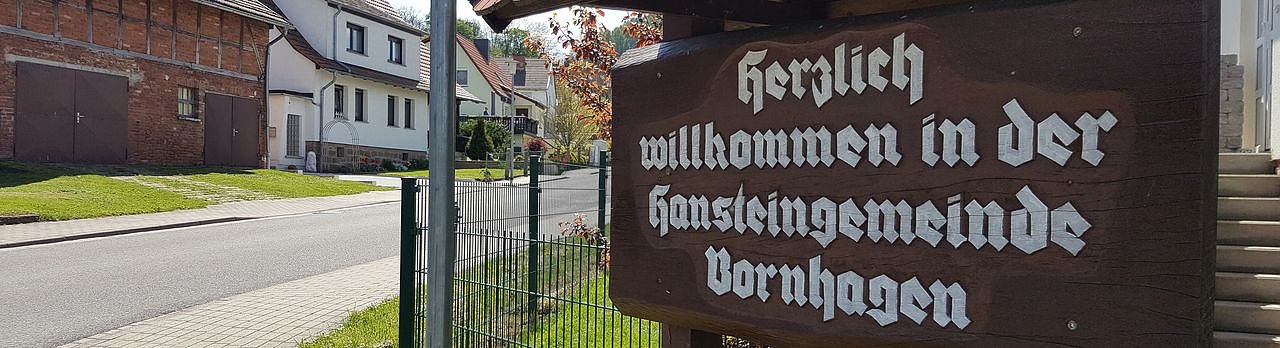 Herzlich
willkommen in der
Hansteingemeinde
Bornhagen